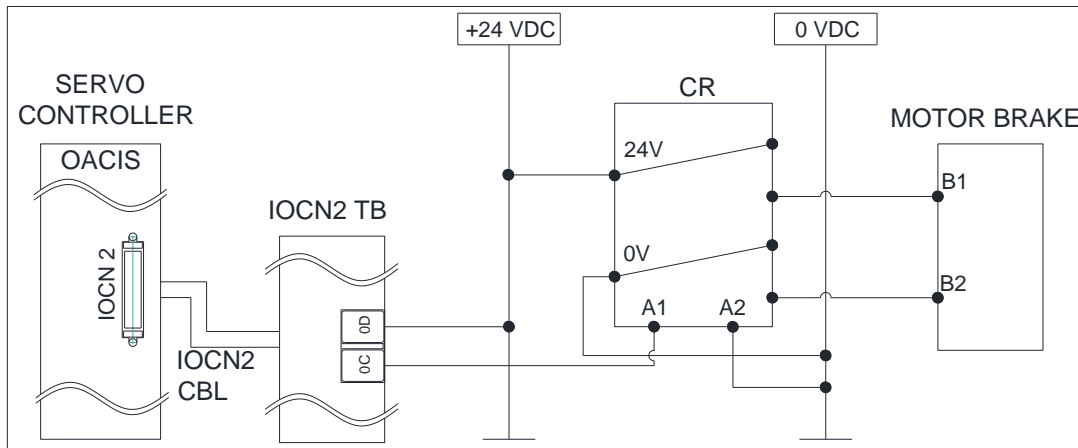 +24 VDC
0 VDC
SERVO
CONTROLLER
OACIS
IOCN 2
IOCN2
CBL
IOCN2 TB
0D
0C
CR
24V
0V
A1
A2
MOTOR BRAKE
B1
B2